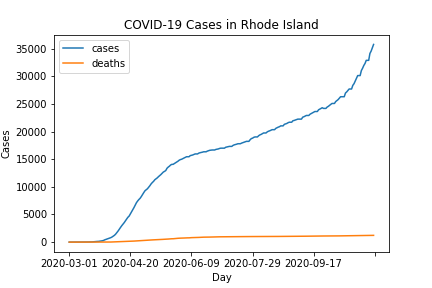 COVID-19 Cases in Rhode Island
cases
deaths
35000
30000
25000
20000
15000
10000
5000
0
Cases
2020-03-01 2020-04-20 2020-06-09 2020-07-29 2020-09-17
Day